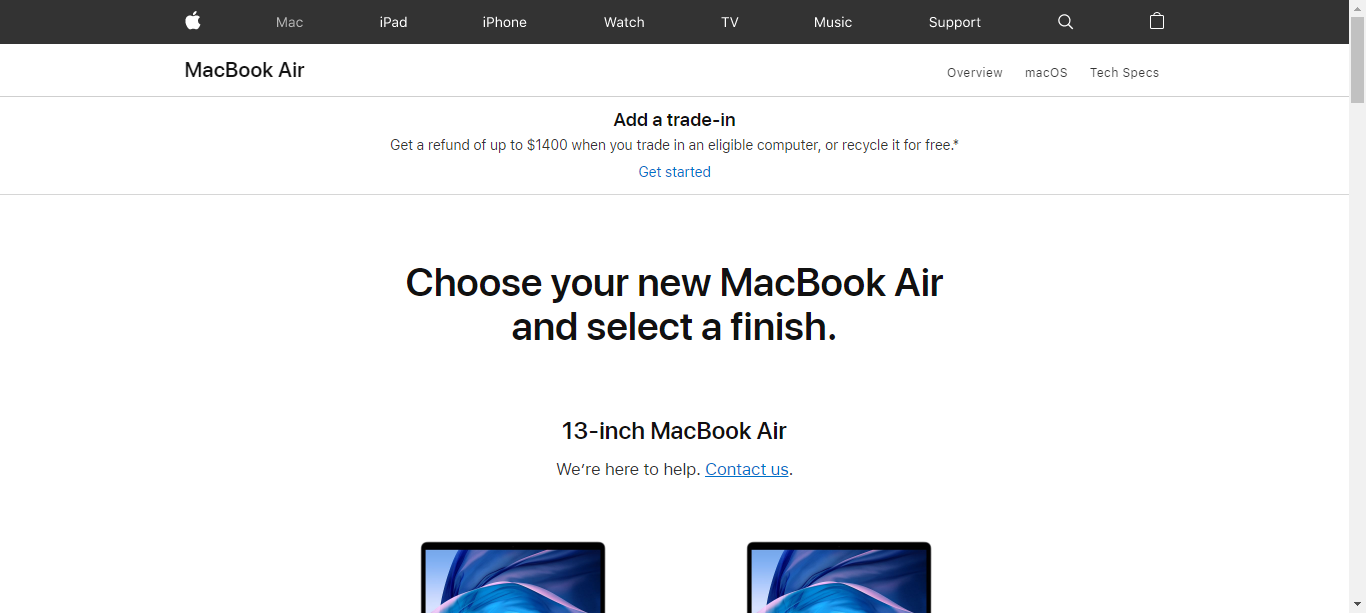 Mac iPad iPhone Watch TV Music Support
MacBook Air Overview macOS Tech Specs
Add a trade-in
Get a refund of up to $1400 when you trade in an eligible computer, or recycle it for free.*
Get started
Choose your new MacBook Air
and select a finish.
13-inch MacBook Air
We’re here to help. Contact us.